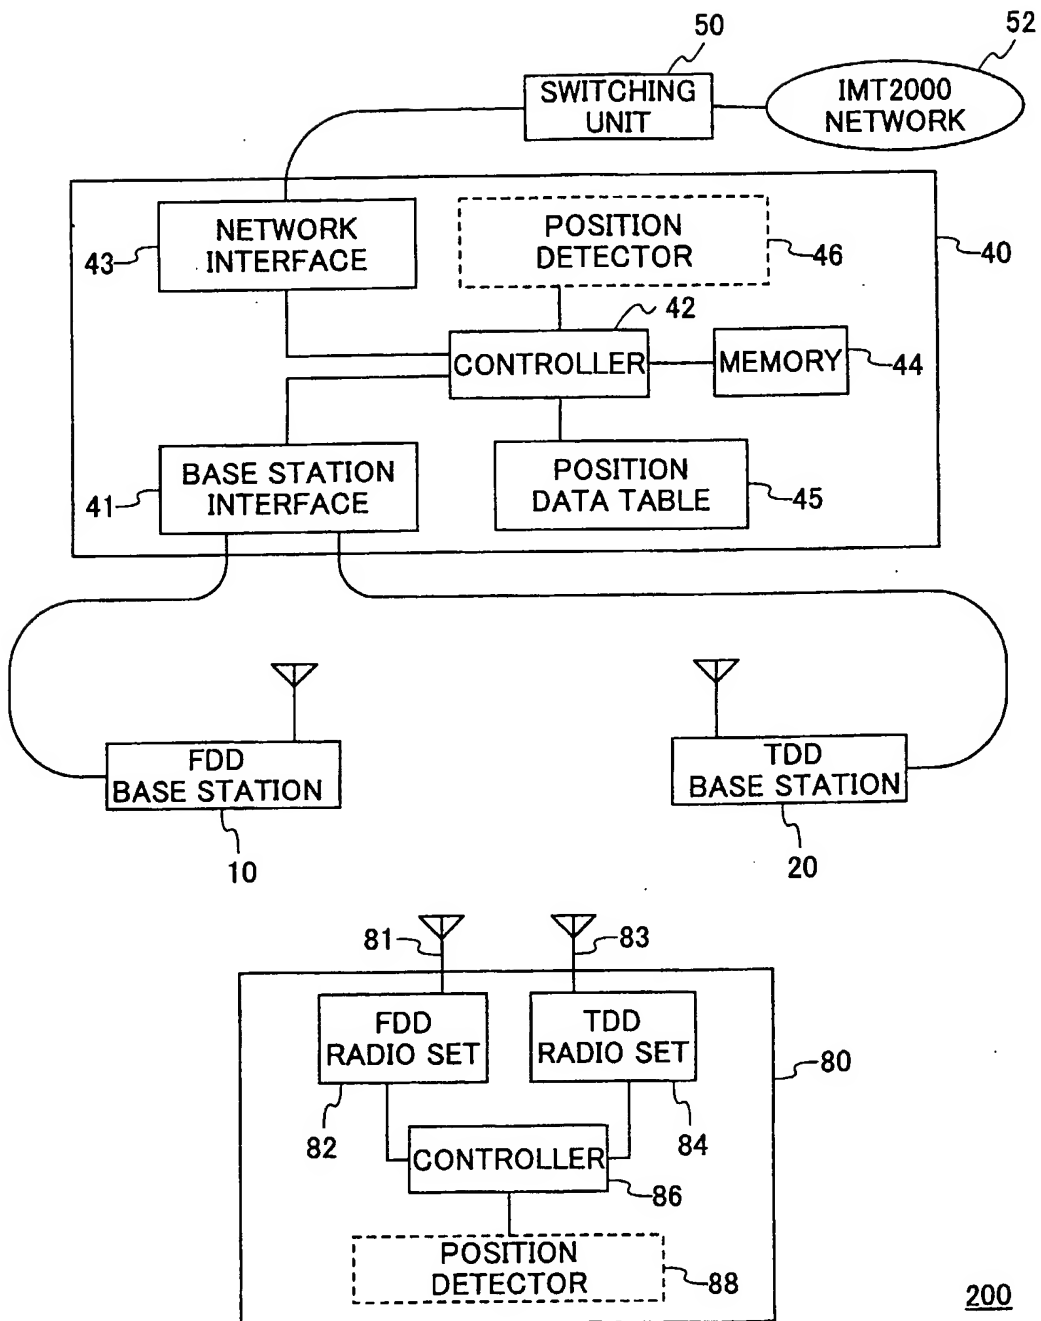 50
52
SWITCHING
UNIT
IMT2000
NETWORK
NETWORK
INTERFACE
43
POSITION
DETECTOR
46
40
42
CONTROLLER
MEMORY
44
BASE STATION
INTERFACE
41
POSITION
DATA TABLE
45
FDD
BASE STATION
10
TDD
BASE STATION
20
81
83
FDD
RADIO SET
82
TDD
RADIO SET
84
80
CONTROLLER
86
POSITION
DETECTOR
88
200